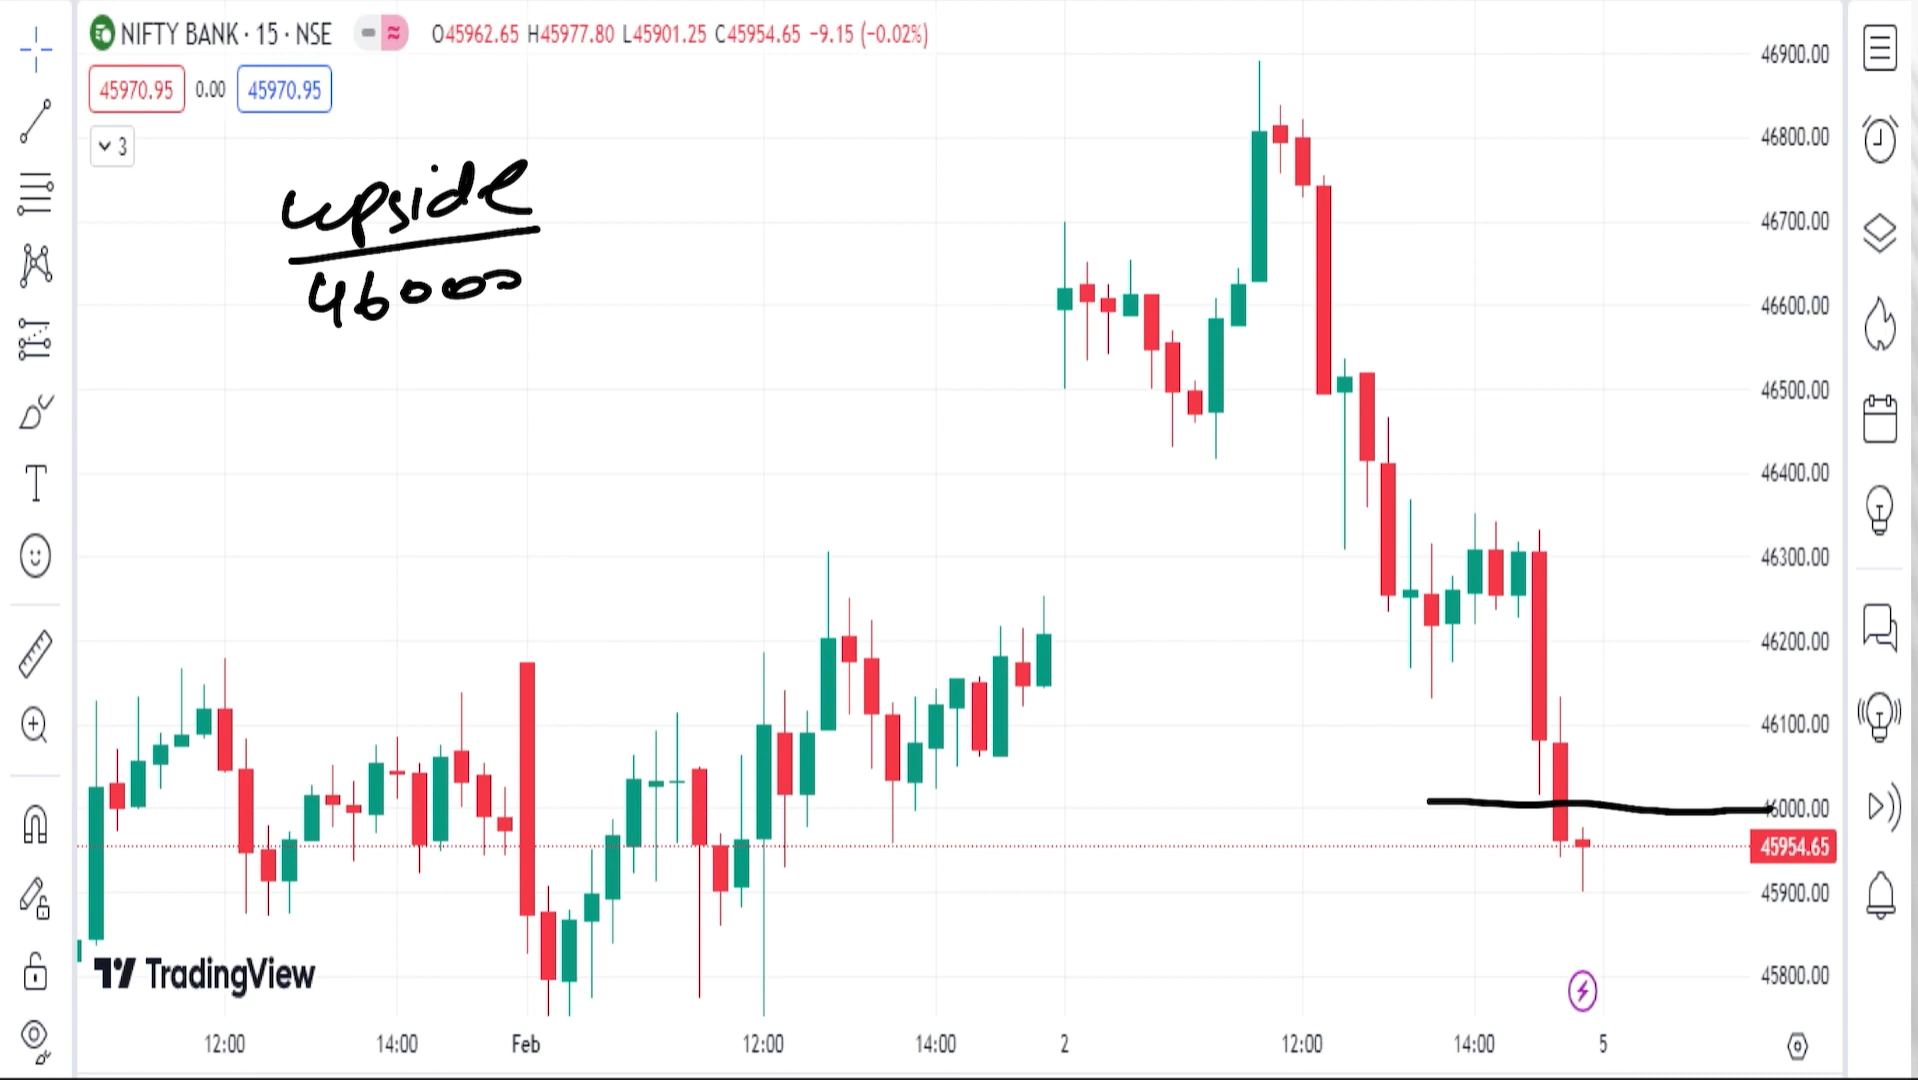 NIFTY BANK · 15 · NSE
O45962.65 H45977.80 L45901.25 C45954.65 −9.15 (−0.02%)
45970.95 0.00 45970.95
3
upside
46000
46900.00
46800.00
46700.00
46600.00
46500.00
46400.00
46300.00
46200.00
46100.00
46000.00
45954.65
45900.00
45800.00
TradingView
12:00 14:00 Feb 12:00 14:00 2 12:00 14:00 5